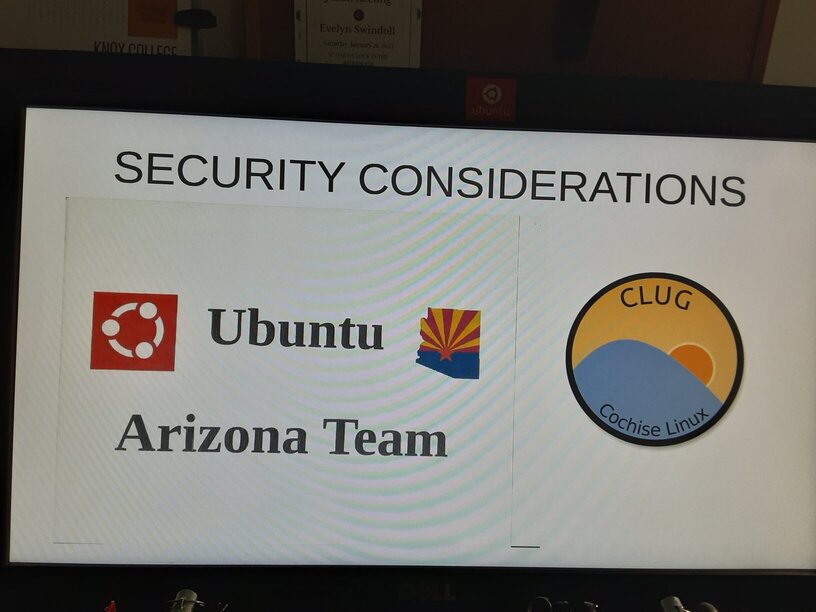 KNOX COLLEGE
Evelyn Swindoll
ubuntu
SECURITY CONSIDERATIONS
Ubuntu
Arizona Team
CLUG
Cochise Linux
DELL